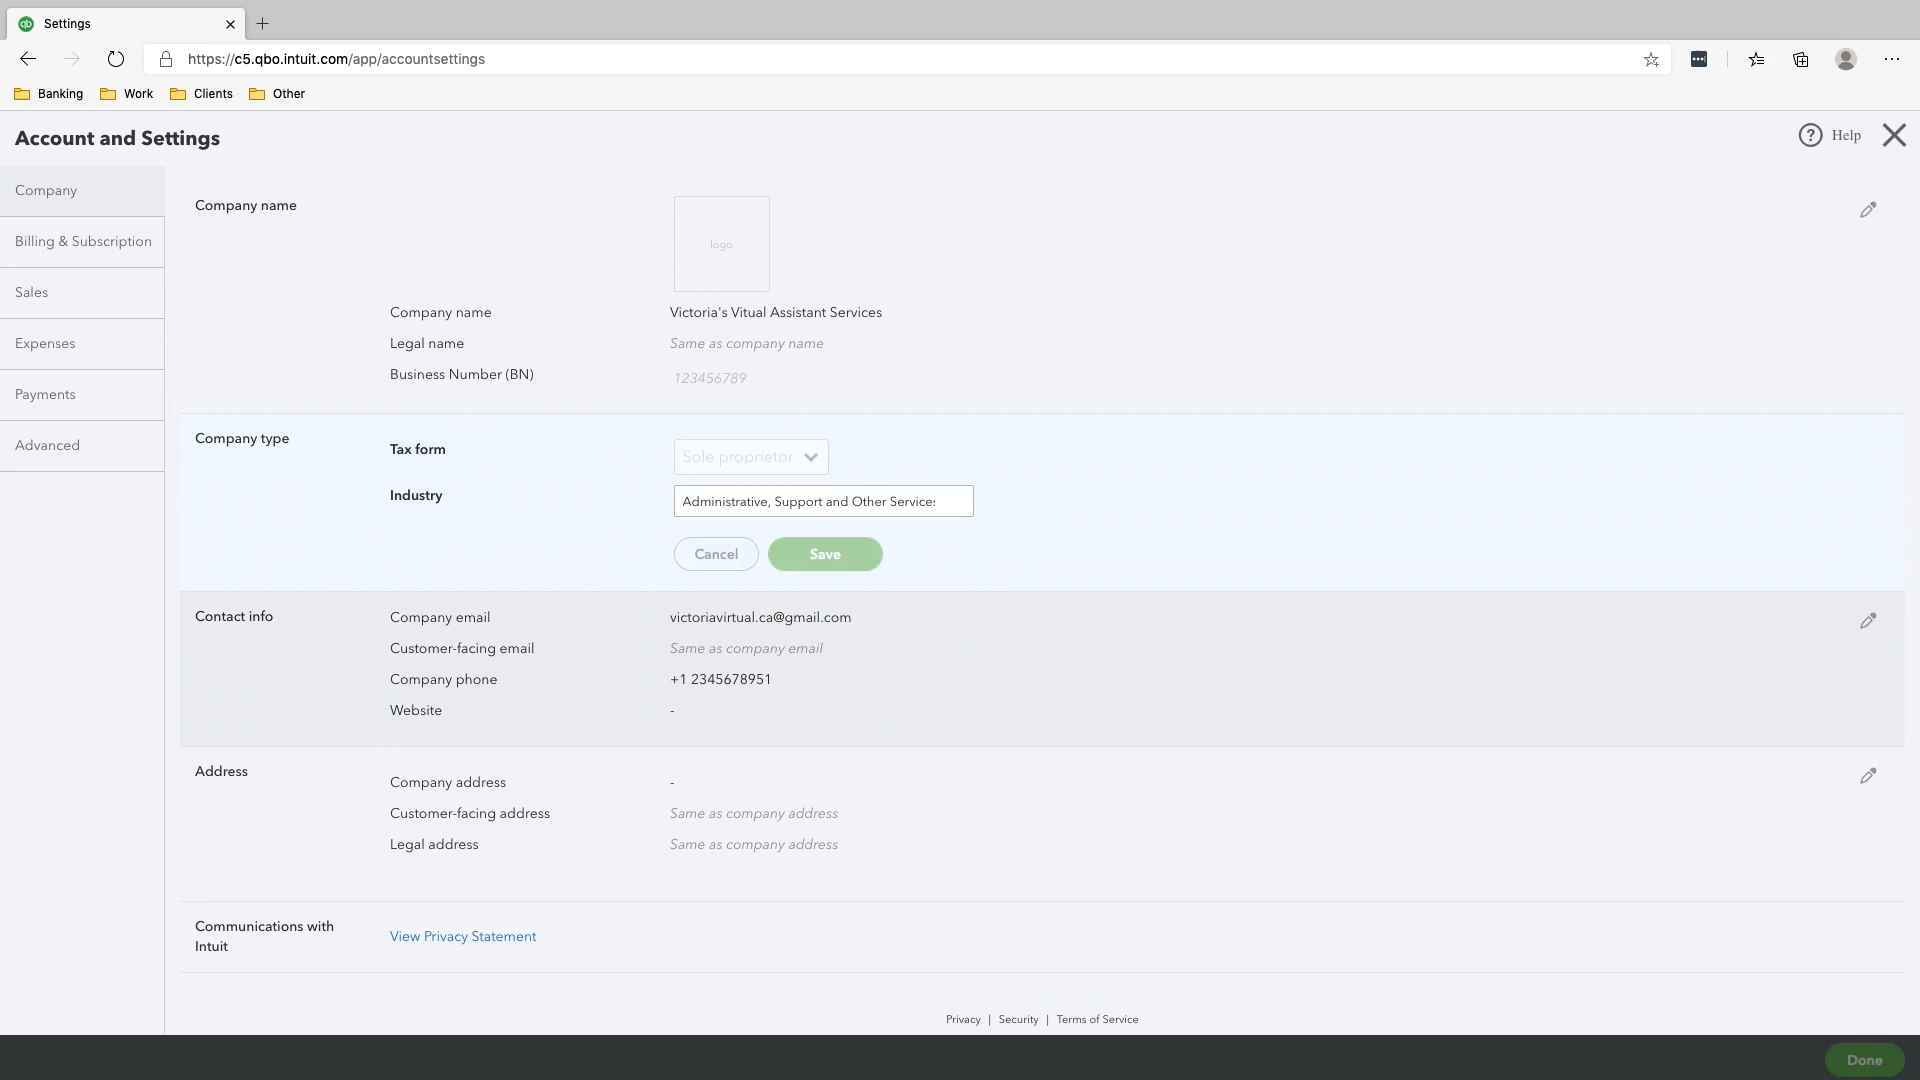 Settings
https://c5.qbo.intuit.com/app/accountsettings
Banking Work Clients Other
Account and Settings
Help
Company
Billing & Subscription
Sales
Expenses
Payments
Advanced
Company name
logo
Company name Victoria's Vitual Assistant Services
Legal name Same as company name
Business Number (BN) 123456789
Company type
Tax form Sole proprietor
Industry Administrative, Support and Other Services
Cancel Save
Contact info
Company email victoriavirtual.ca@gmail.com
Customer-facing email Same as company email
Company phone +1 2345678951
Website -
Address
Company address -
Customer-facing address Same as company address
Legal address Same as company address
Communications with
Intuit
View Privacy Statement
Privacy | Security | Terms of Service
Done